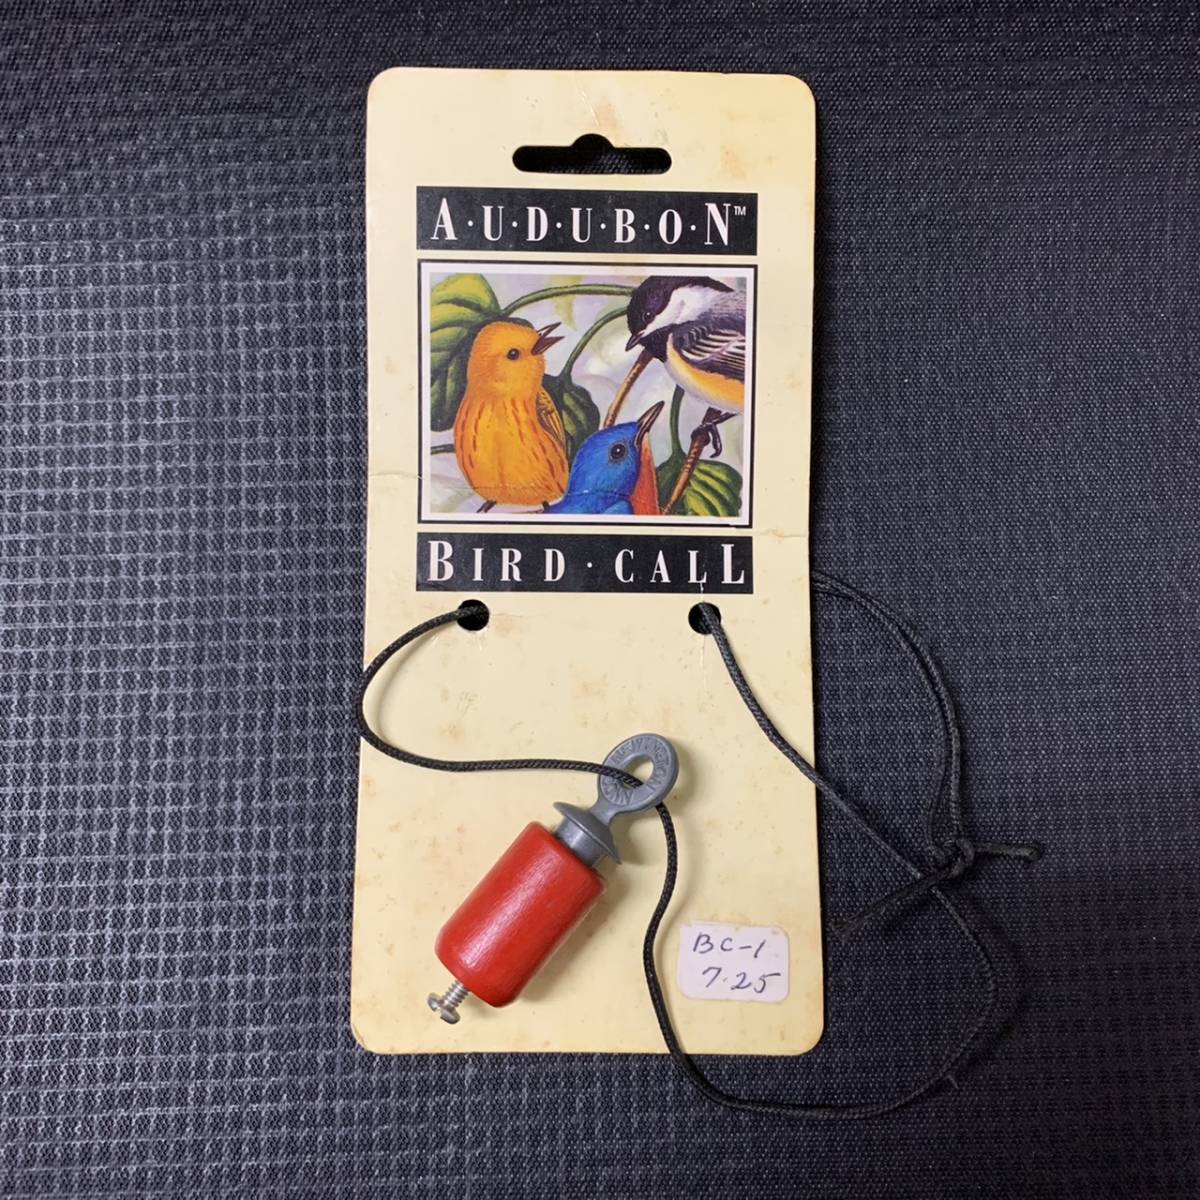 A·U·D·U·B·O·N™
BIRD·CALL
BC-1
7.25